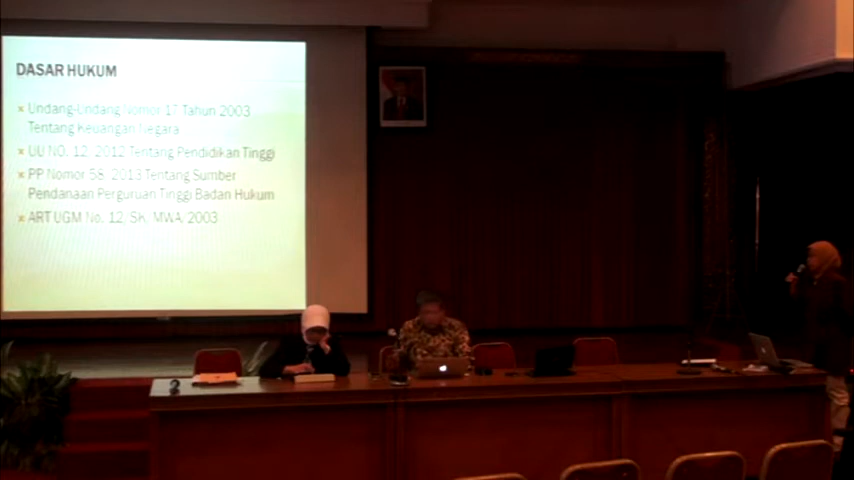 DASAR HUKUM
Undang-Undang Nomor 17 Tahun 2003
Tentang Keuangan Negara
UU NO. 12, 2012 Tentang Pendidikan Tinggi
PP Nomor 58, 2013 Tentang Sumber
Pendanaan Perguruan Tinggi Badan Hukum
ART UGM No. 12, SK, MWA, 2003